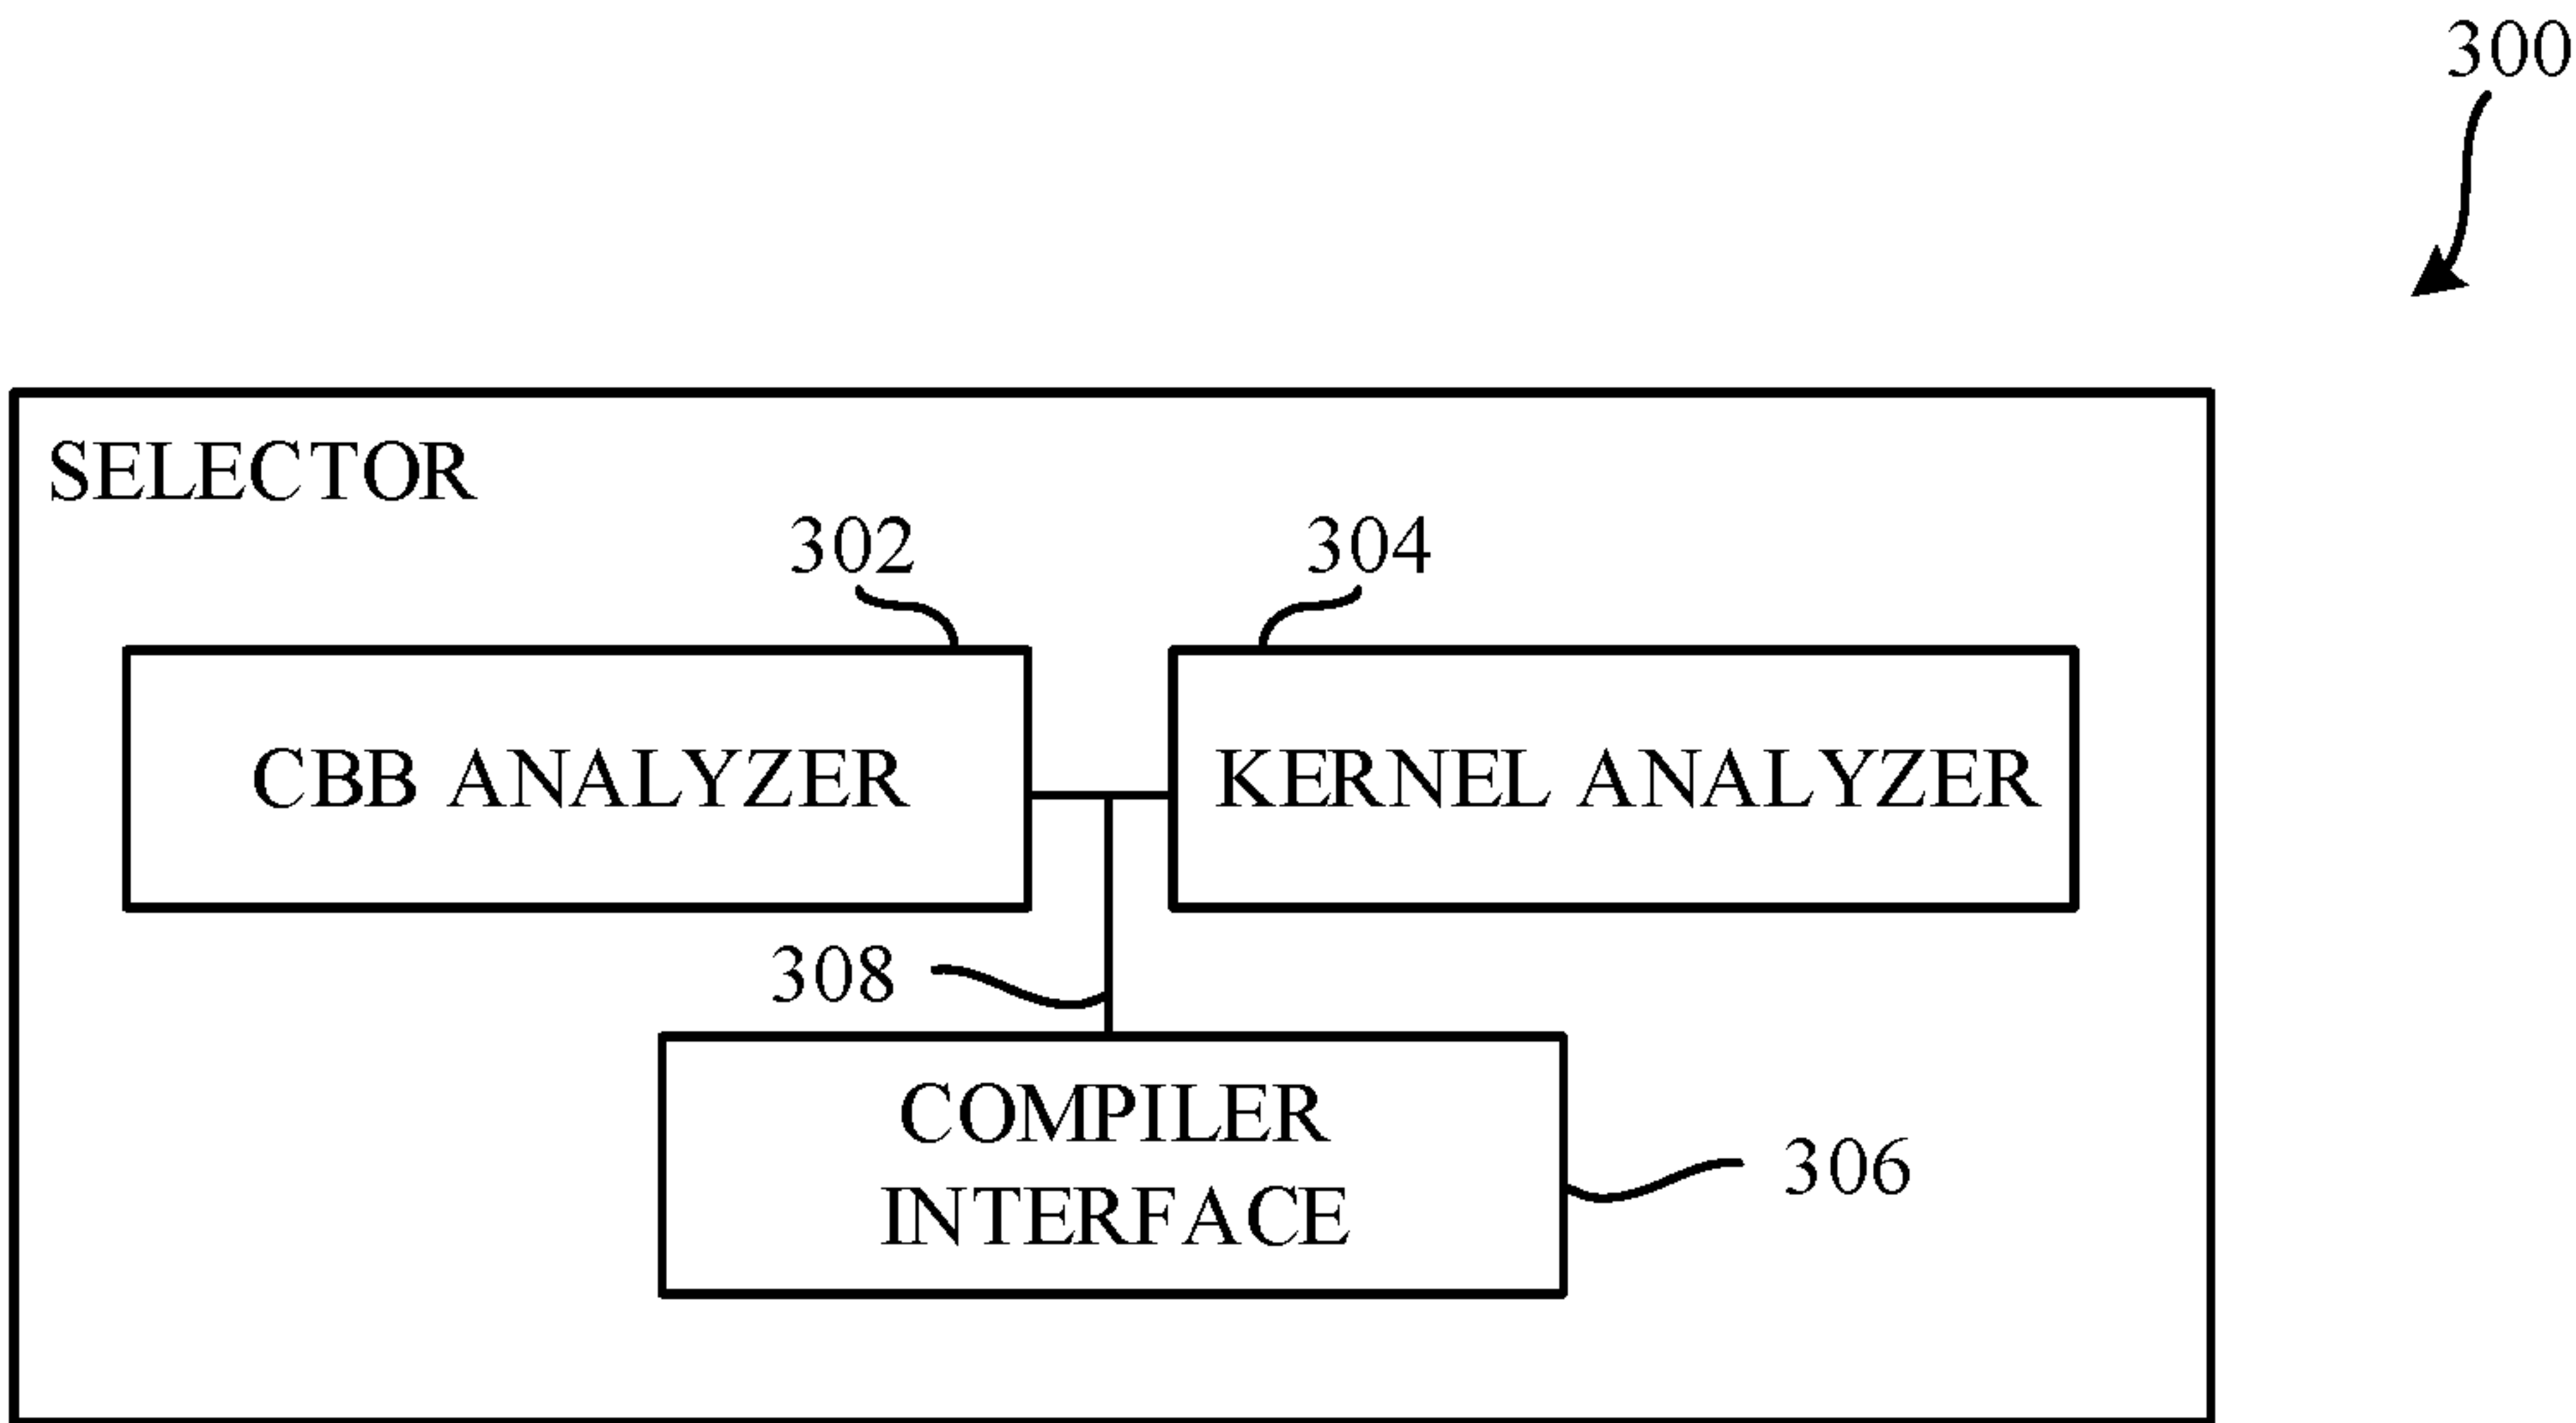 300
SELECTOR
302
304
CBB ANALYZER
KERNEL ANALYZER
308
COMPILER
INTERFACE
306